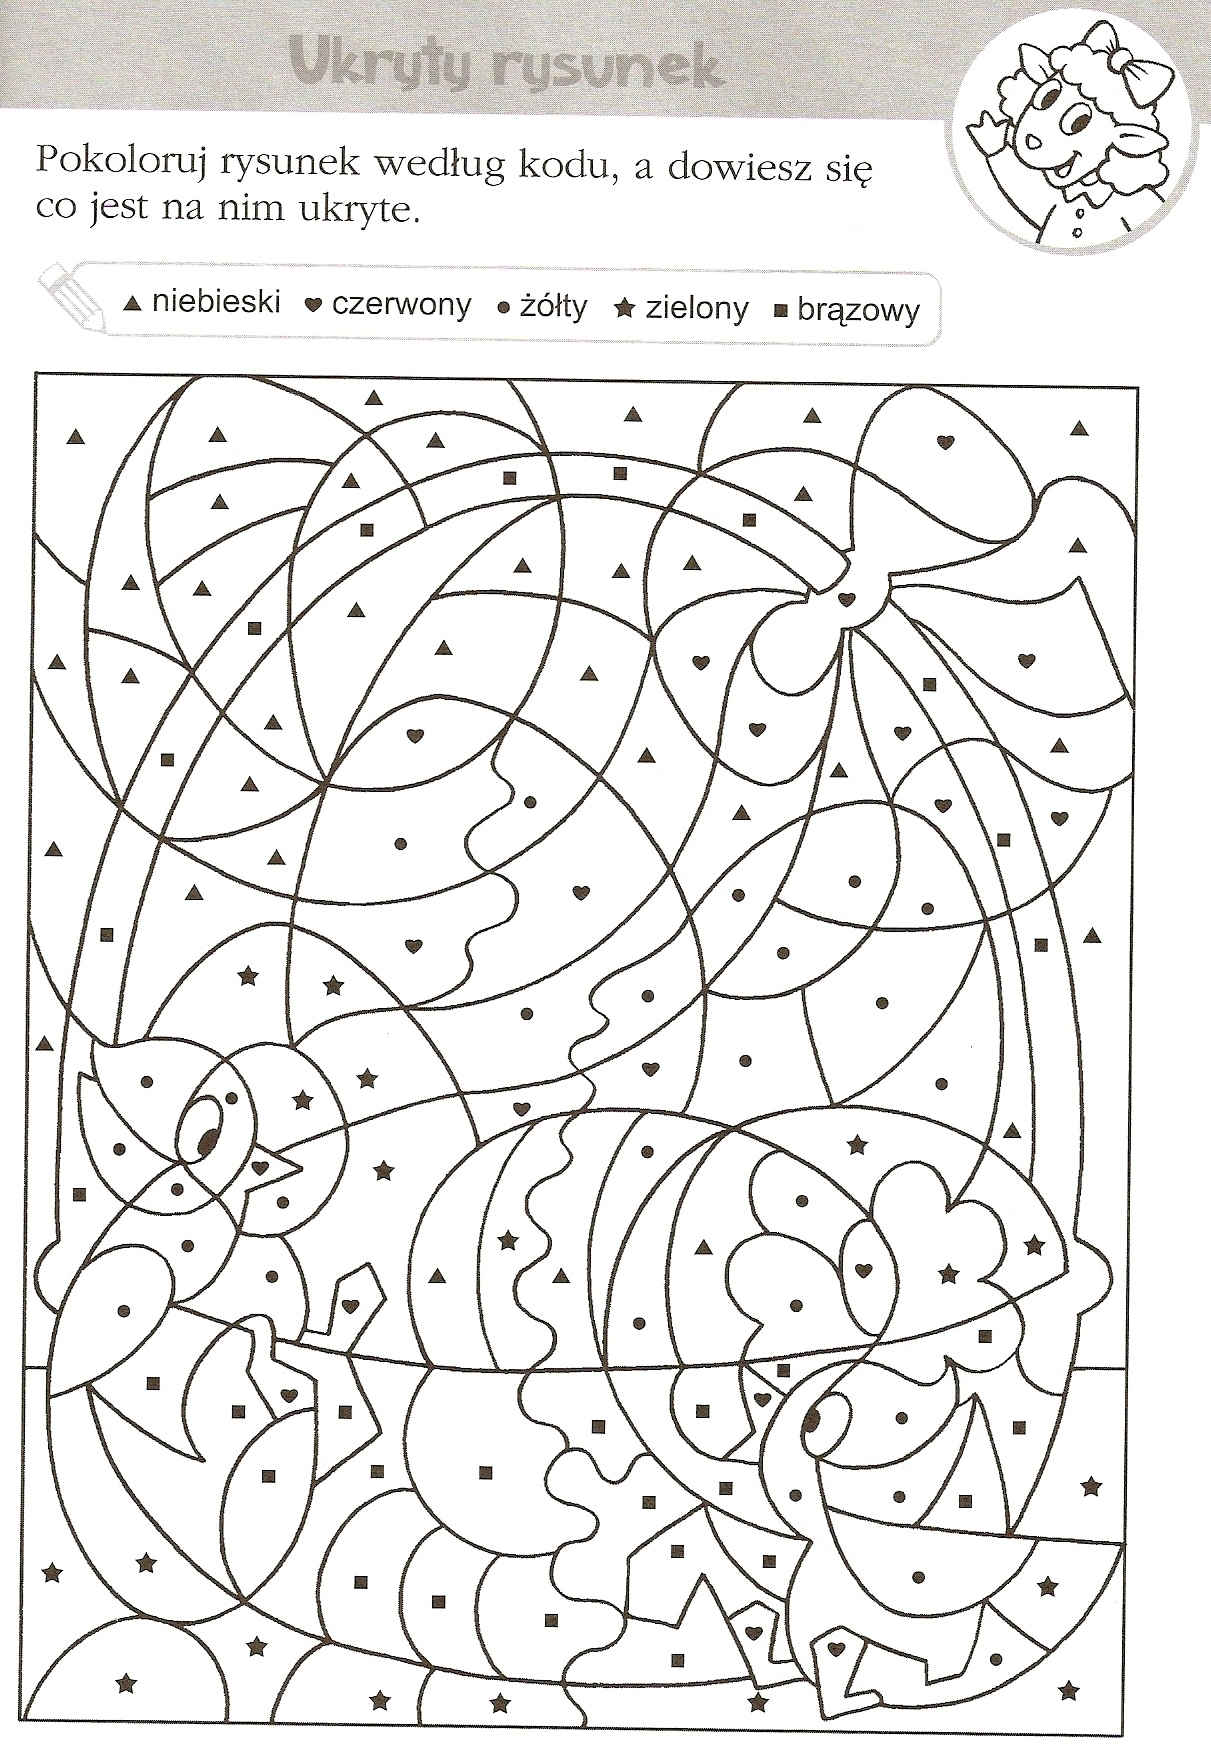 Ukryty rysunek
Pokoloruj rysunek według kodu, a dowiesz się
co jest na nim ukryte.
▲ niebieski ♥ czerwony ● żółty ★ zielony ■ brązowy